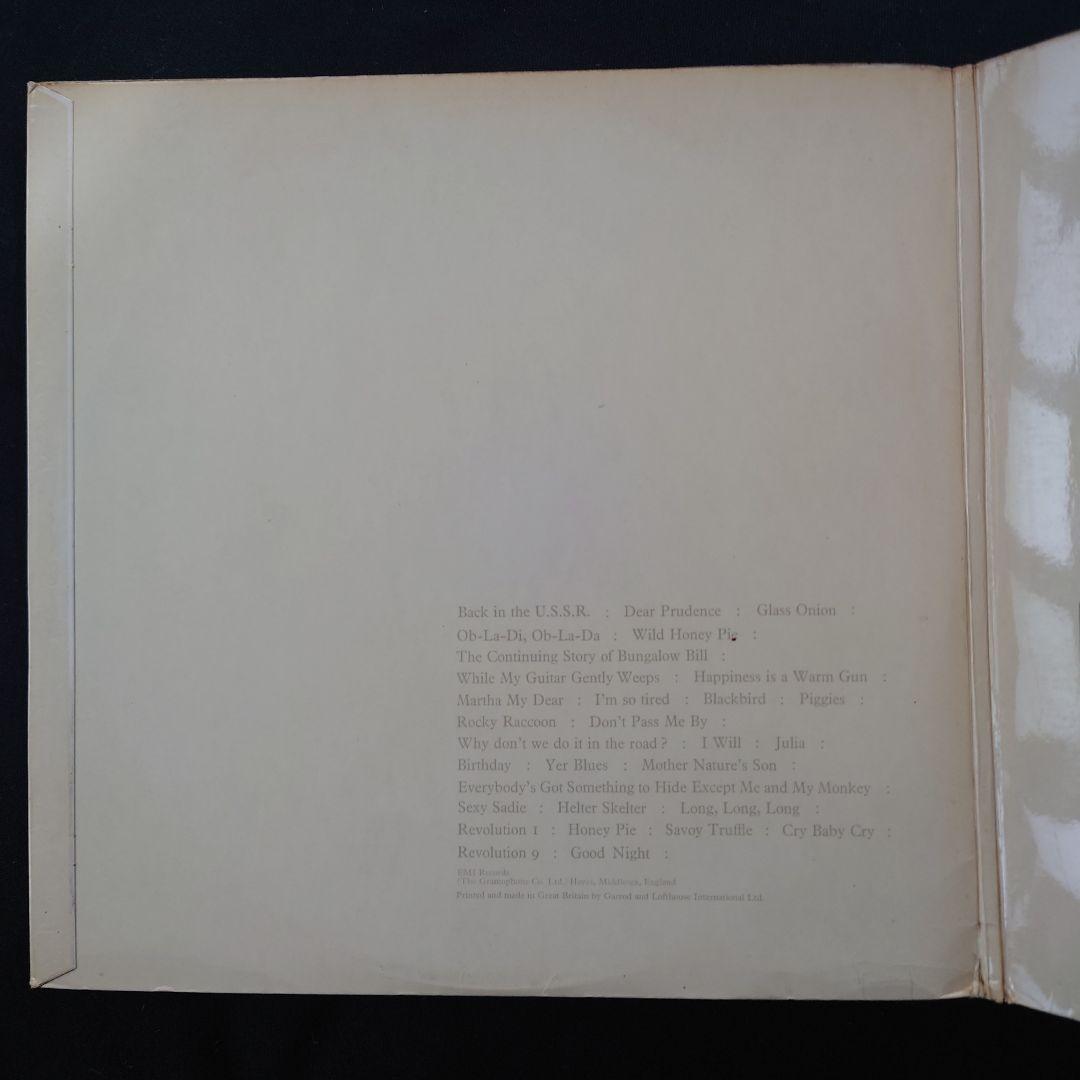 Back in the U.S.S.R. : Dear Prudence : Glass Onion :
Ob-La-Di, Ob-La-Da : Wild Honey Pie :
The Continuing Story of Bungalow Bill :
While My Guitar Gently Weeps : Happiness is a Warm Gun :
Martha My Dear : I'm so tired : Blackbird : Piggies :
Rocky Raccoon : Don't Pass Me By :
Why don't we do it in the road? : I Will : Julia :
Birthday : Yer Blues : Mother Nature's Son :
Everybody's Got Something to Hide Except Me and My Monkey :
Sexy Sadie : Helter Skelter : Long, Long, Long :
Revolution 1 : Honey Pie : Savoy Truffle : Cry Baby Cry :
Revolution 9 : Good Night :
EMI Records
(The Gramophone Co. Ltd.) Hayes, Middlesex, England
Printed and made in Great Britain by Garrod and Lofthouse International Ltd.